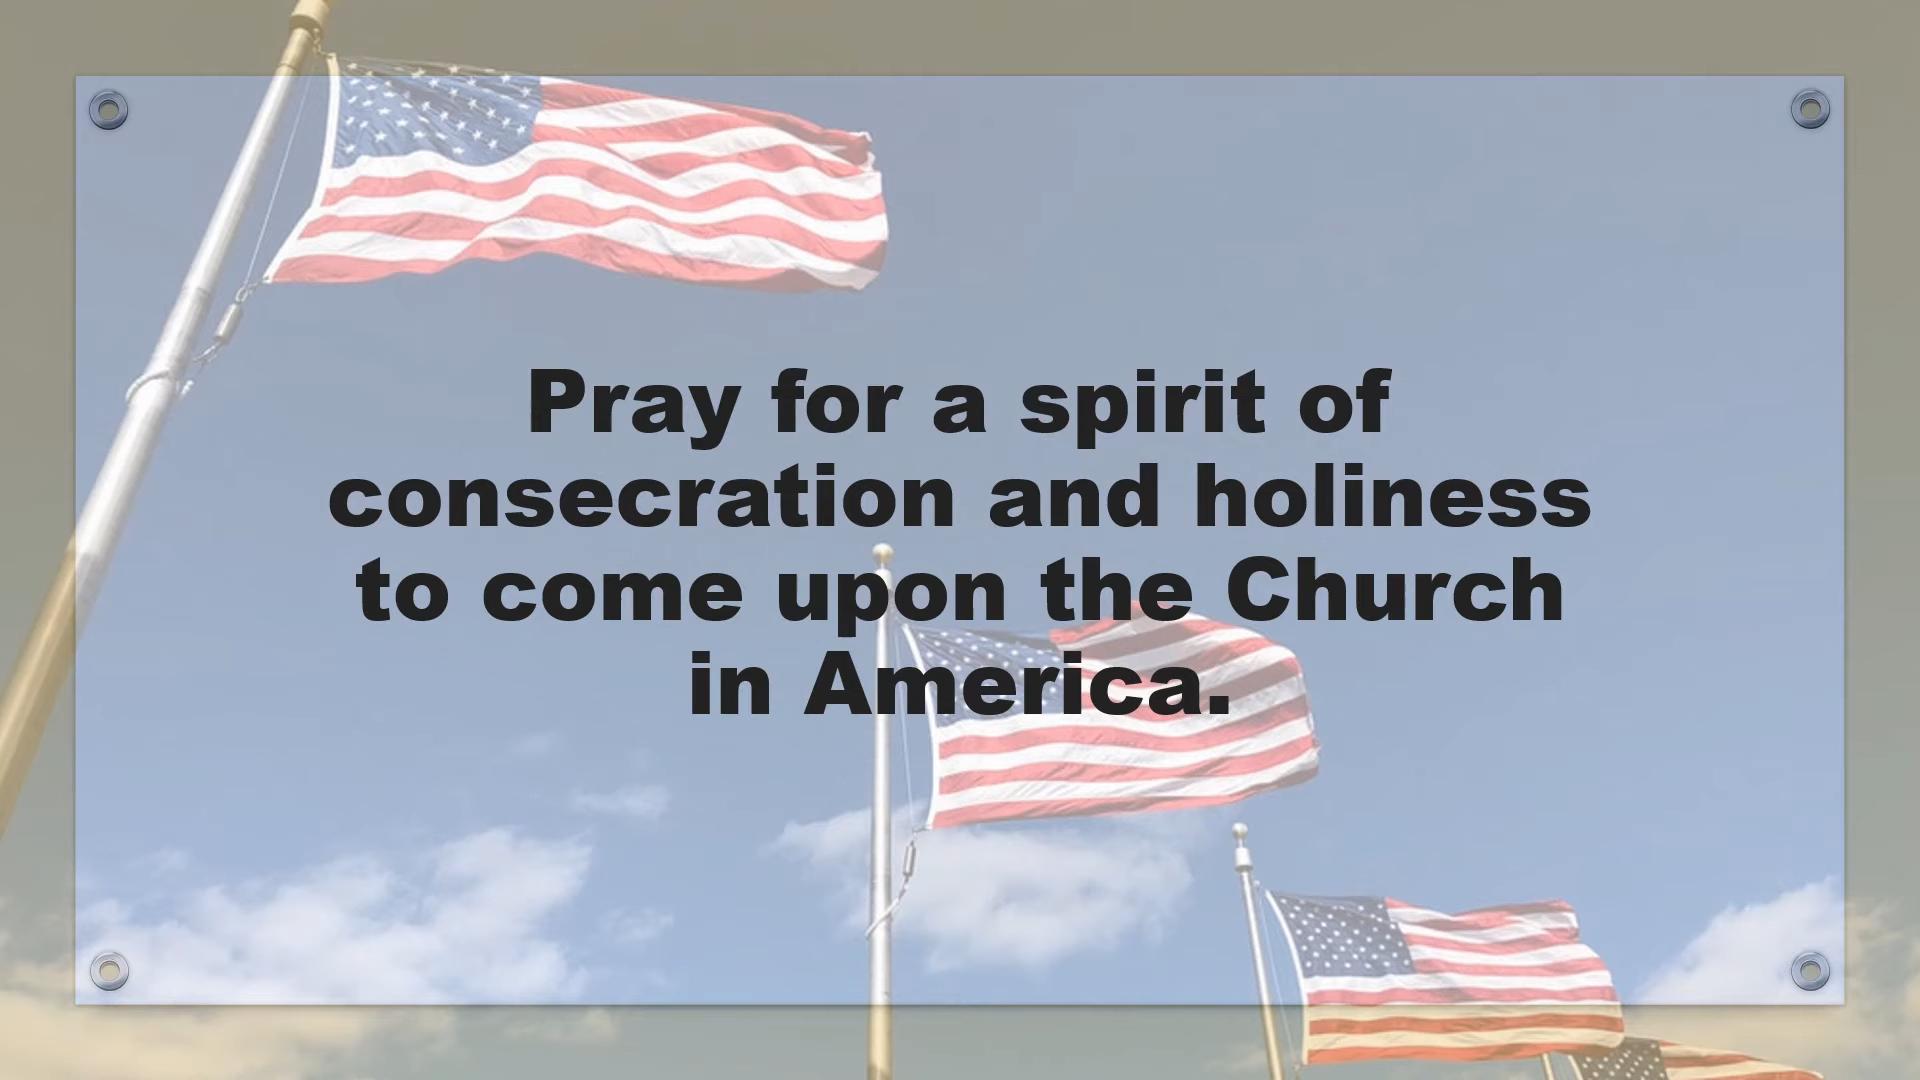 Pray for a spirit of
consecration and holiness
to come upon the Church
in America.